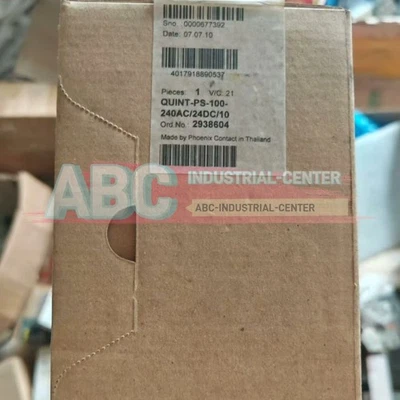 Sno. 0000677392
Date: 07.07.10
4017918890537
Pieces: 1 V/C: 21
QUINT-PS-100-
240AC/24DC/10
Ord.No. 2938604
Made by Phoenix Contact in Thailand
ABC INDUSTRIAL-CENTER
ABC-INDUSTRIAL-CENTER